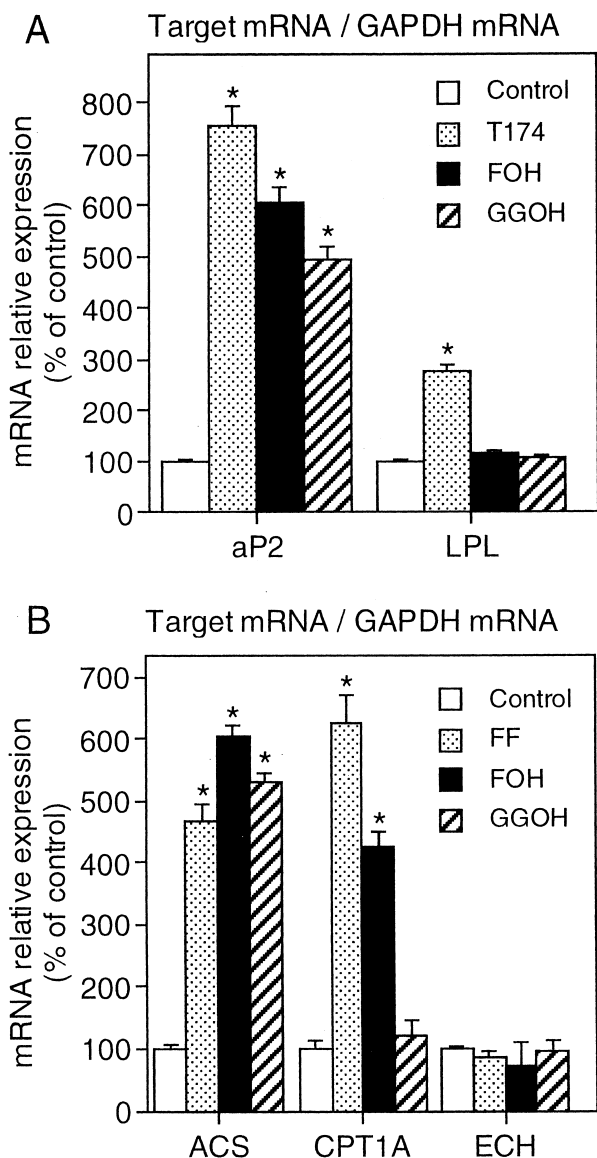 A
Target mRNA / GAPDH mRNA
mRNA relative expression
(% of control)
800
700
600
500
400
300
200
100
0
Control
T174
FOH
GGOH
*
*
*
*
aP2
LPL
B
Target mRNA / GAPDH mRNA
mRNA relative expression
(% of control)
700
600
500
400
300
200
100
0
Control
FF
FOH
GGOH
*
*
*
*
*
ACS
CPT1A
ECH